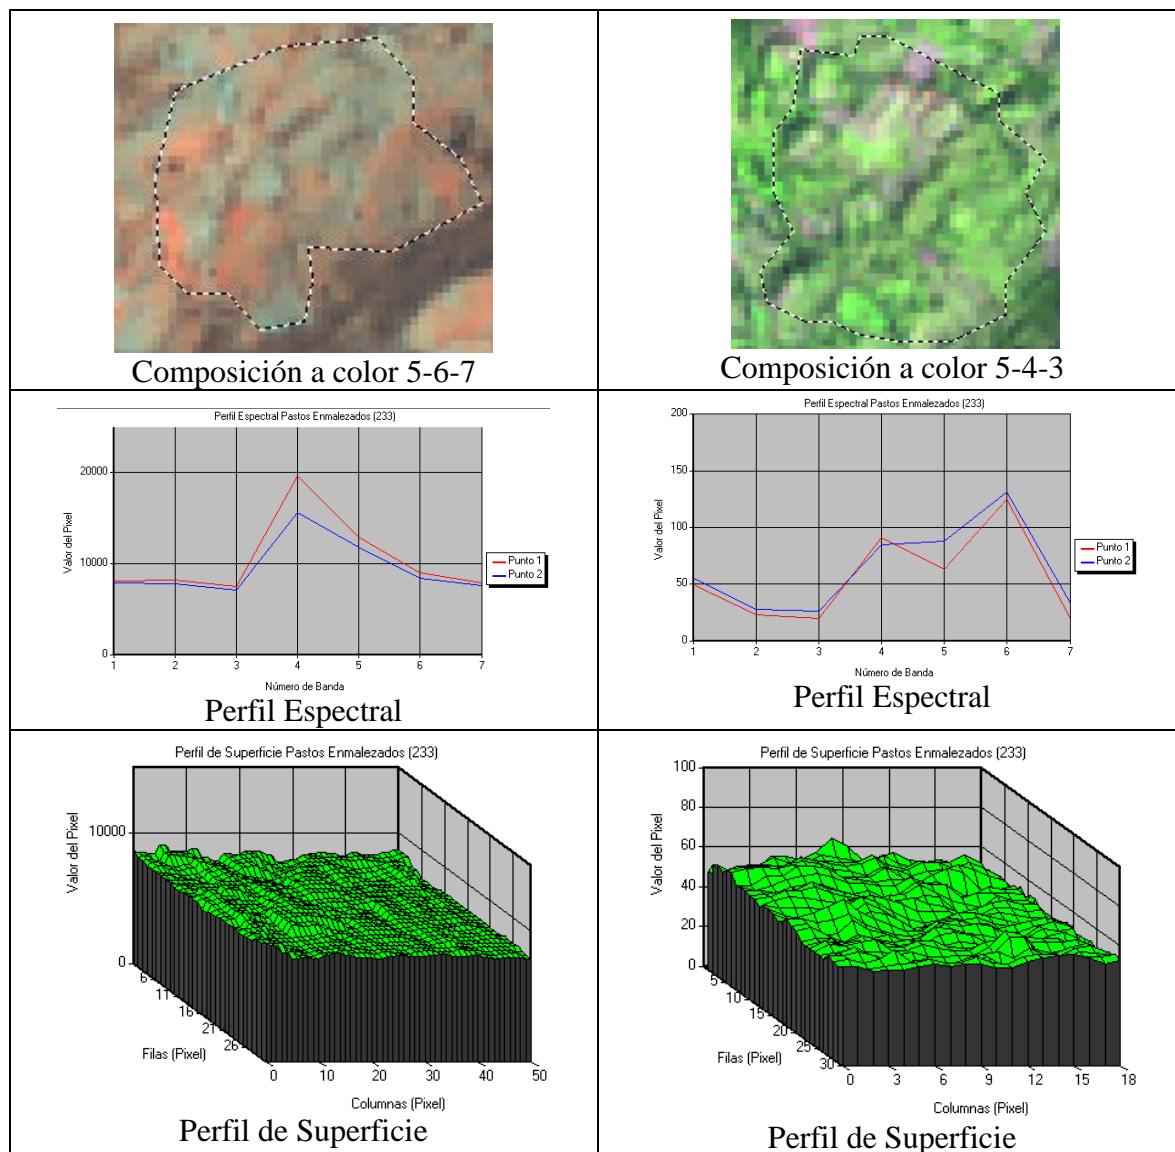 Composición a color 5-6-7
Composición a color 5-4-3
Perfil Espectral Pastos Enmalezados (233)
Valor del Pixel
20000
10000
0
1 2 3 4 5 6 7
Número de Banda
Punto 1
Punto 2
Perfil Espectral
Perfil Espectral Pastos Enmalezados (233)
Valor del Pixel
200
150
100
50
0
1 2 3 4 5 6 7
Número de Banda
Punto 1
Punto 2
Perfil Espectral
Perfil de Superficie Pastos Enmalezados (233)
Valor del Pixel
10000
0
6
11
16
21
26
Filas (Pixel)
0 10 20 30 40 50
Columnas (Pixel)
Perfil de Superficie
Perfil de Superficie Pastos Enmalezados (233)
Valor del Pixel
100
80
60
40
20
0
5
10
15
20
25
30
Filas (Pixel)
0 3 6 9 12 15 18
Columnas (Pixel)
Perfil de Superficie